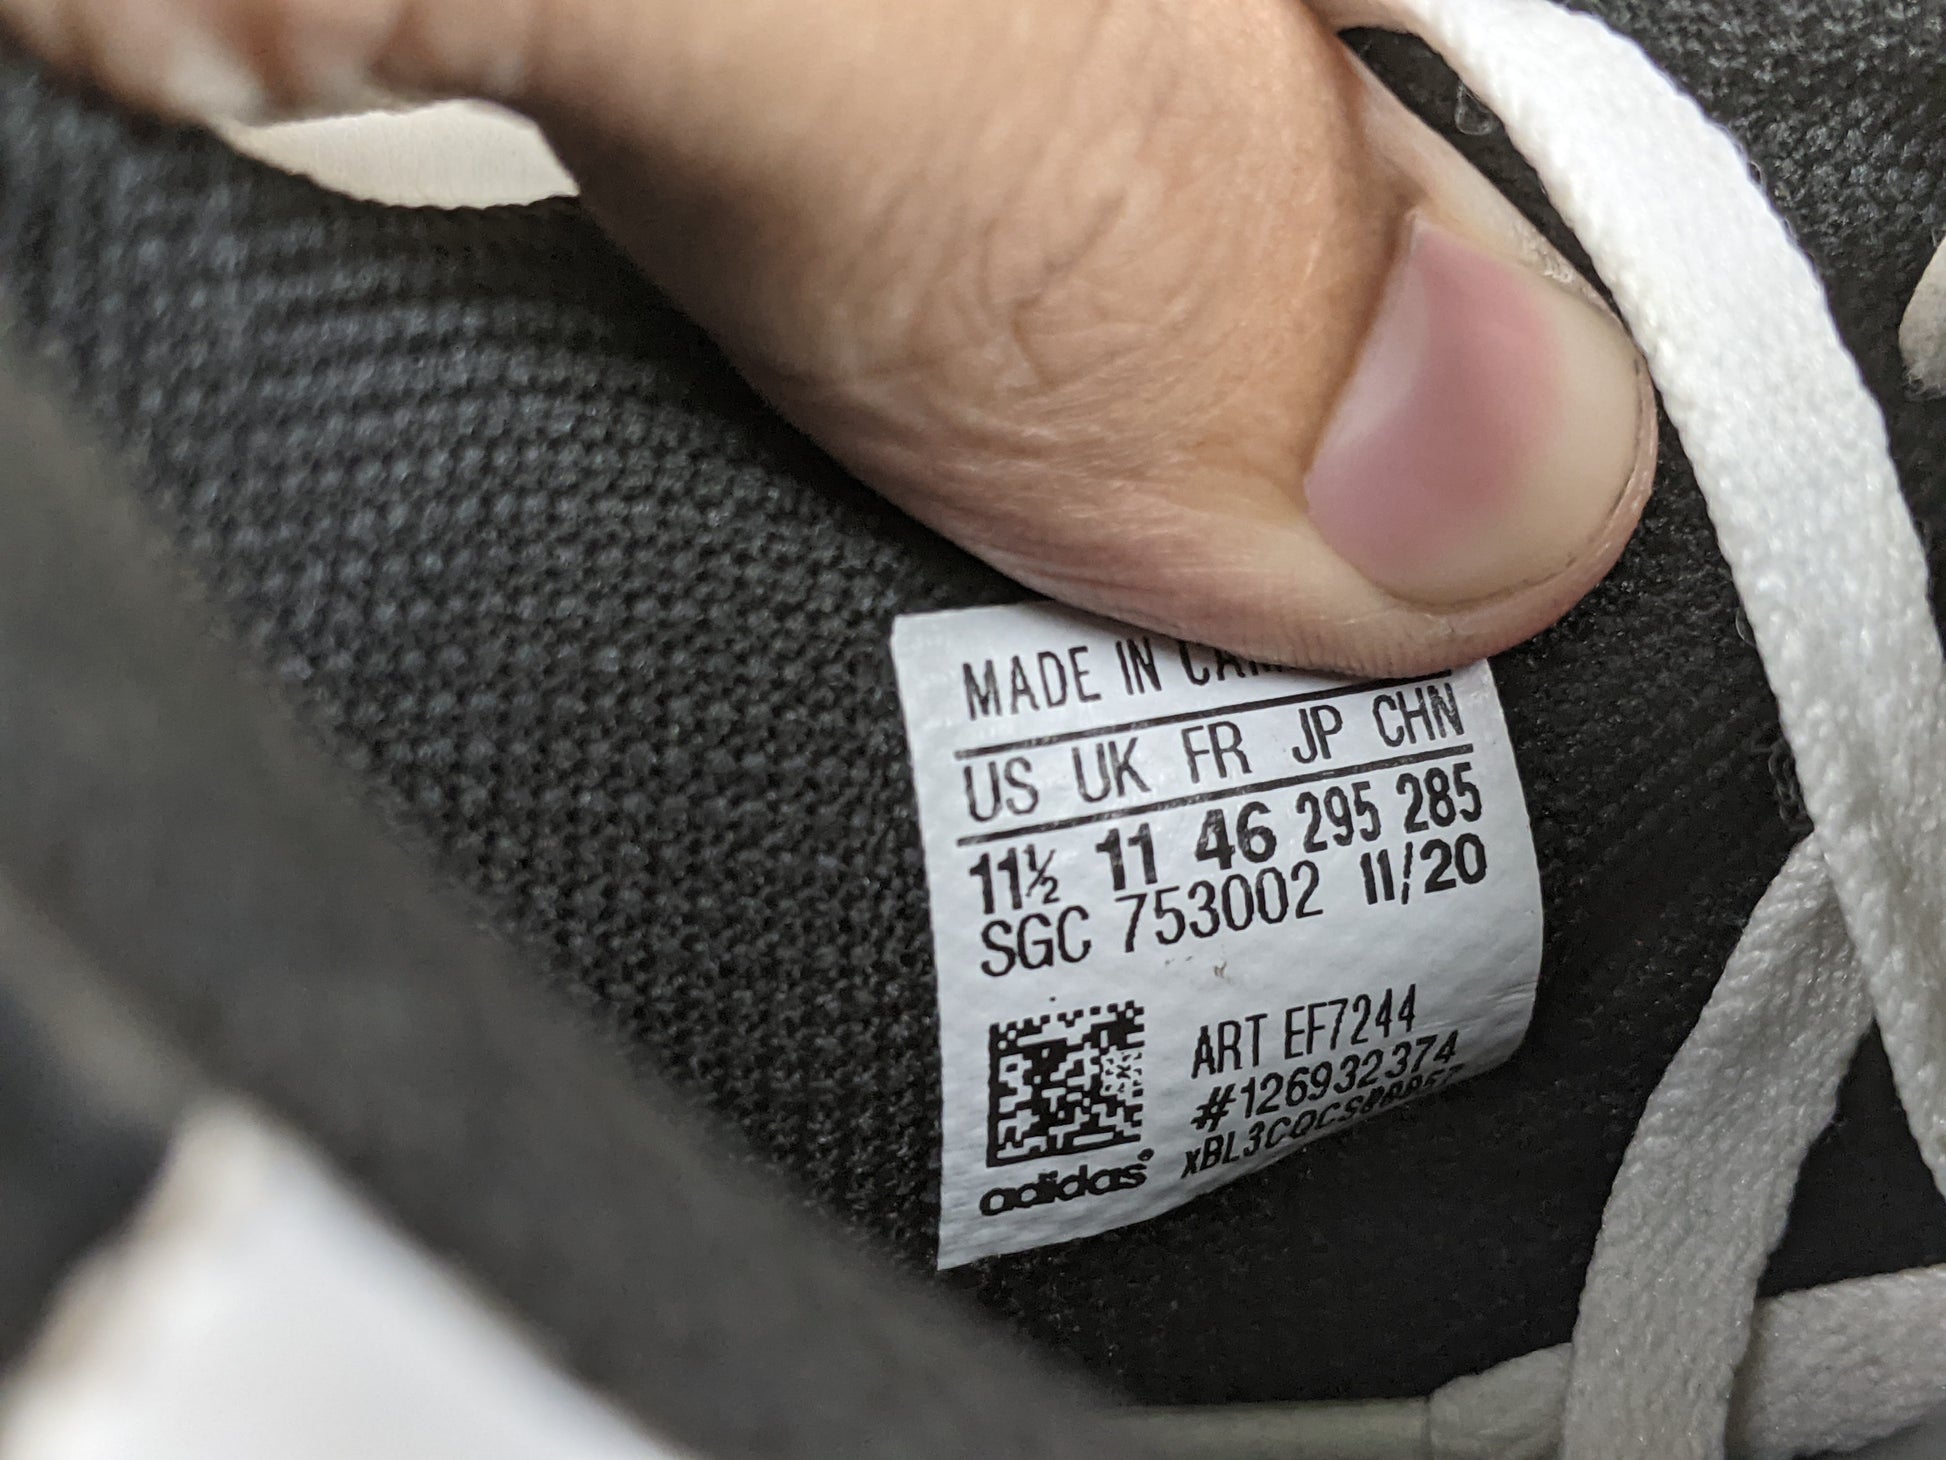 MADE IN
US UK FR JP CHN
11½ 11 46 295 285
SGC 753002 11/20
ART EF7244
#126932374
adidas